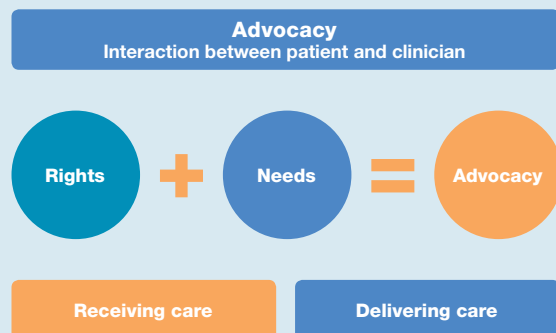 Advocacy
Interaction between patient and clinician
Rights + Needs = Advocacy
Receiving care
Delivering care